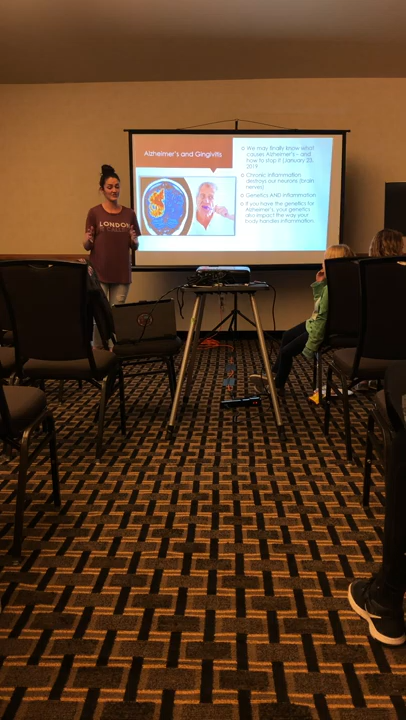 Alzheimer's and Gingivitis
We may finally know what
causes Alzheimer's – and
how to stop it (January 23,
2019
Chronic Inflammation
destroys our neurons (brain
nerves)
Genetics AND Inflammation
If you have the genetics for
Alzheimer's, your genetics
also impact the way your
body handles inflammation.
LONDON